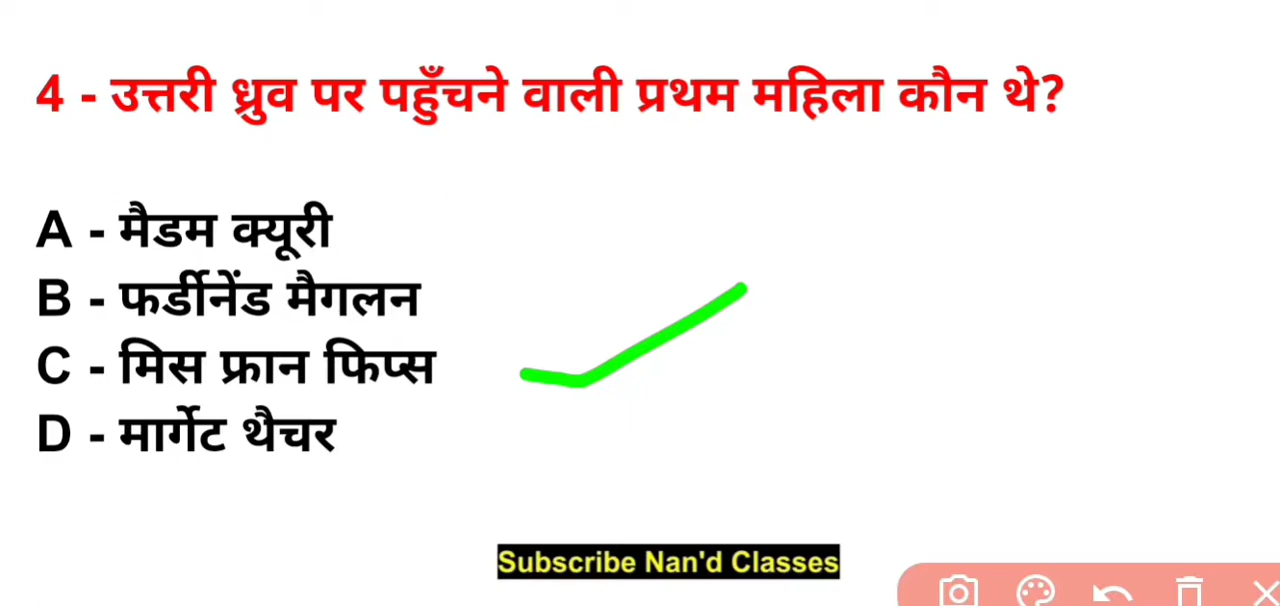 4 - उत्तरी ध्रुव पर पहुँचने वाली प्रथम महिला कौन थे?
A - मैडम क्यूरी
B - फर्डीनेंड मैगलन
C - मिस फ्रान फिप्स
D - मार्गेट थैचर
Subscribe Nan'd Classes